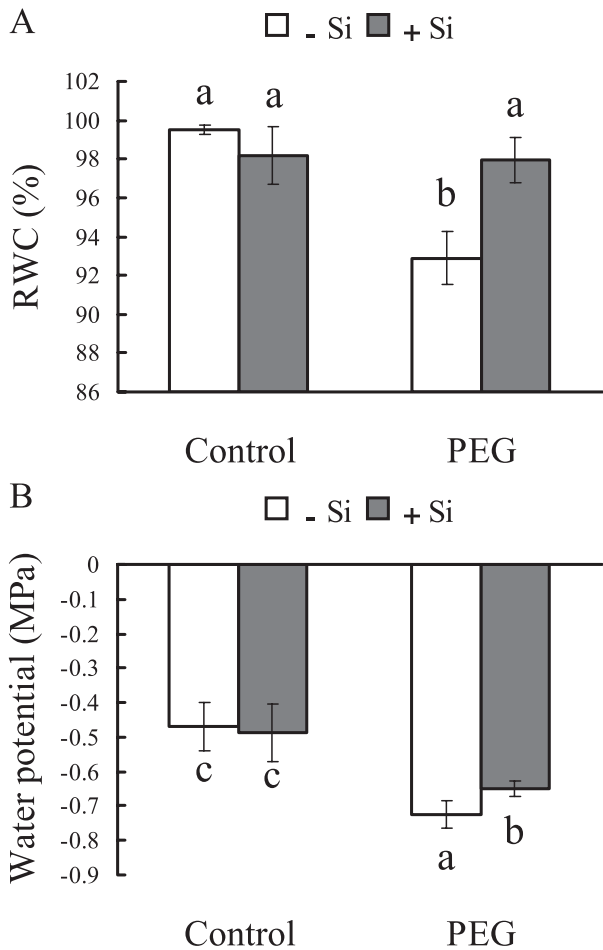 A
- Si + Si
102
100
98
96
94
92
90
88
86
RWC (%)
a a b a
Control PEG
B
- Si + Si
0
-0.1
-0.2
-0.3
-0.4
-0.5
-0.6
-0.7
-0.8
-0.9
Water potential (MPa)
c c a b
Control PEG